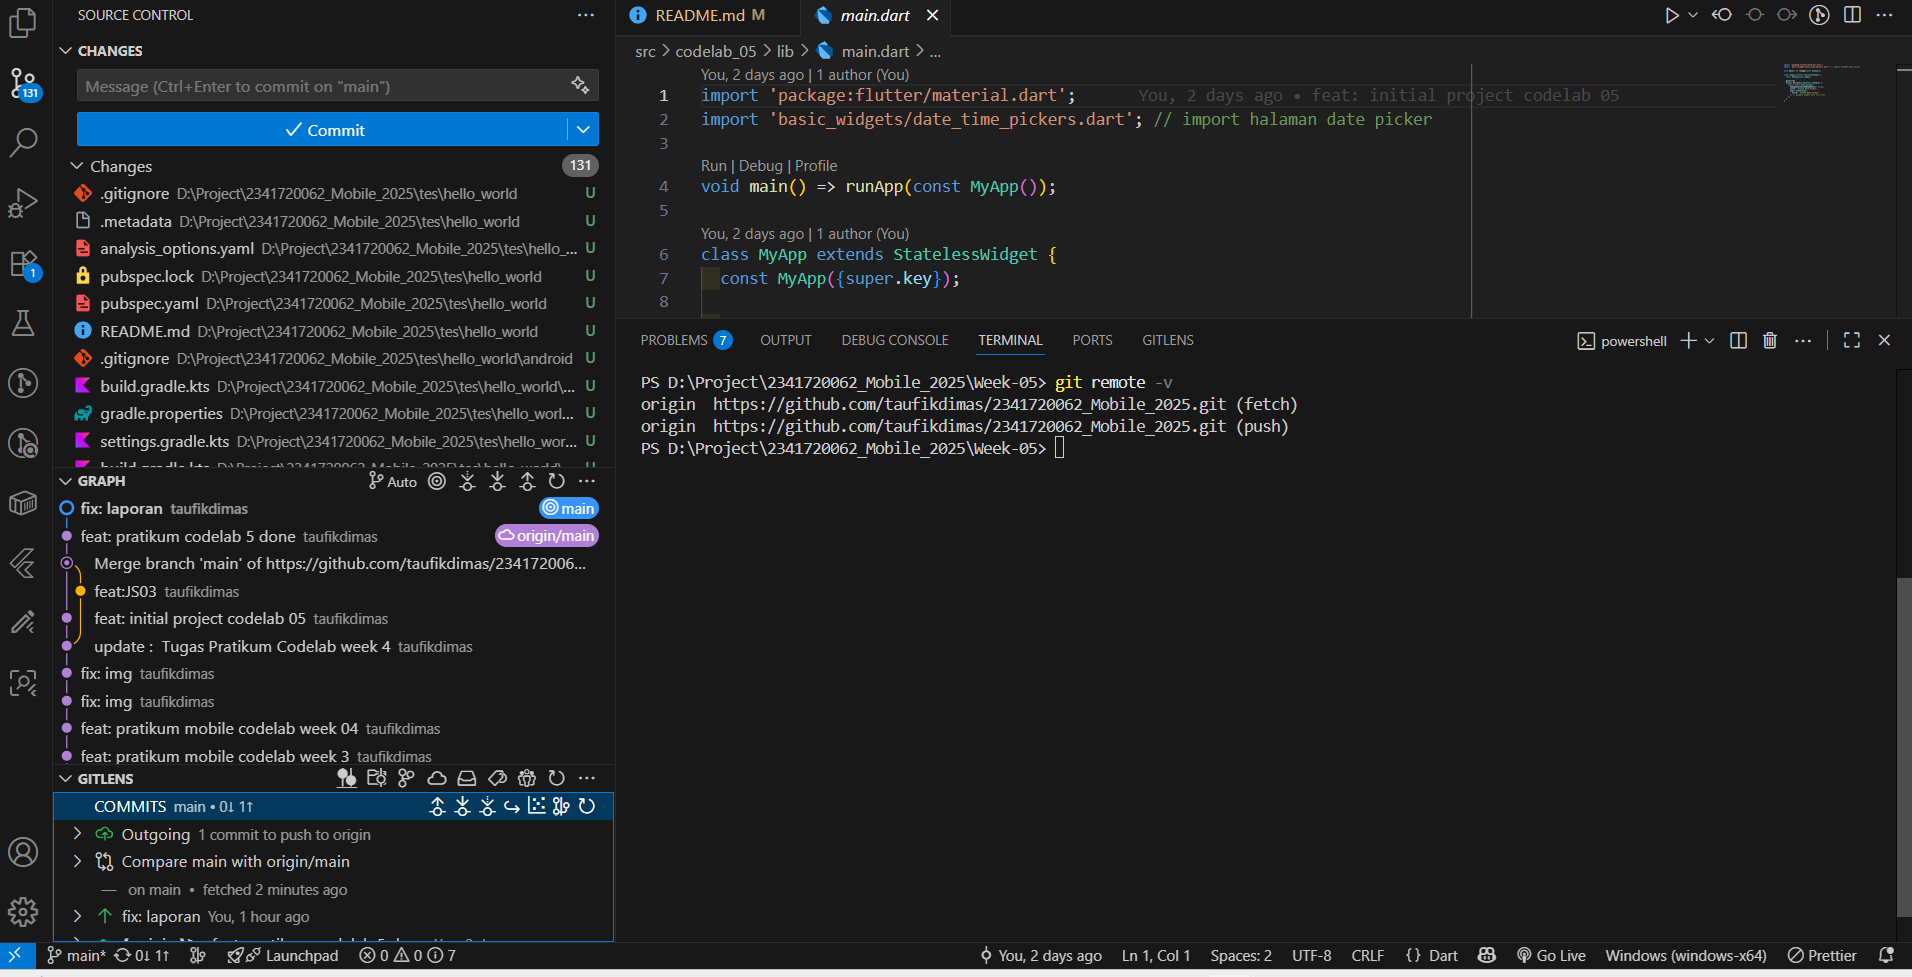 SOURCE CONTROL
CHANGES
Message (Ctrl+Enter to commit on "main")
Commit
Changes 131
.gitignore D:\Project\2341720062_Mobile_2025\tes\hello_world U
.metadata D:\Project\2341720062_Mobile_2025\tes\hello_world U
analysis_options.yaml D:\Project\2341720062_Mobile_2025\tes\hello_... U
pubspec.lock D:\Project\2341720062_Mobile_2025\tes\hello_world U
pubspec.yaml D:\Project\2341720062_Mobile_2025\tes\hello_world U
README.md D:\Project\2341720062_Mobile_2025\tes\hello_world U
.gitignore D:\Project\2341720062_Mobile_2025\tes\hello_world\android U
build.gradle.kts D:\Project\2341720062_Mobile_2025\tes\hello_world\... U
gradle.properties D:\Project\2341720062_Mobile_2025\tes\hello_worl... U
settings.gradle.kts D:\Project\2341720062_Mobile_2025\tes\hello_wor... U
131
1
GRAPH Auto
fix: laporan taufikdimas main
feat: pratikum codelab 5 done taufikdimas origin/main
Merge branch 'main' of https://github.com/taufikdimas/234172006...
feat:JS03 taufikdimas
feat: initial project codelab 05 taufikdimas
update : Tugas Pratikum Codelab week 4 taufikdimas
fix: img taufikdimas
fix: img taufikdimas
feat: pratikum mobile codelab week 04 taufikdimas
feat: pratikum mobile codelab week 3 taufikdimas
GITLENS
COMMITS main • 0↓ 1↑
Outgoing 1 commit to push to origin
Compare main with origin/main
— on main • fetched 2 minutes ago
fix: laporan You, 1 hour ago
README.md M main.dart
src > codelab_05 > lib > main.dart > ...
You, 2 days ago | 1 author (You)
1 import 'package:flutter/material.dart'; You, 2 days ago • feat: initial project codelab 05
2 import 'basic_widgets/date_time_pickers.dart'; // import halaman date picker
3
Run | Debug | Profile
4 void main() => runApp(const MyApp());
5
You, 2 days ago | 1 author (You)
6 class MyApp extends StatelessWidget {
7 const MyApp({super.key});
8
PROBLEMS 7 OUTPUT DEBUG CONSOLE TERMINAL PORTS GITLENS powershell
PS D:\Project\2341720062_Mobile_2025\Week-05> git remote -v
origin https://github.com/taufikdimas/2341720062_Mobile_2025.git (fetch)
origin https://github.com/taufikdimas/2341720062_Mobile_2025.git (push)
PS D:\Project\2341720062_Mobile_2025\Week-05>
main* 0↓ 1↑ Launchpad 0 0 7 You, 2 days ago Ln 1, Col 1 Spaces: 2 UTF-8 CRLF {} Dart Go Live Windows (windows-x64) Prettier